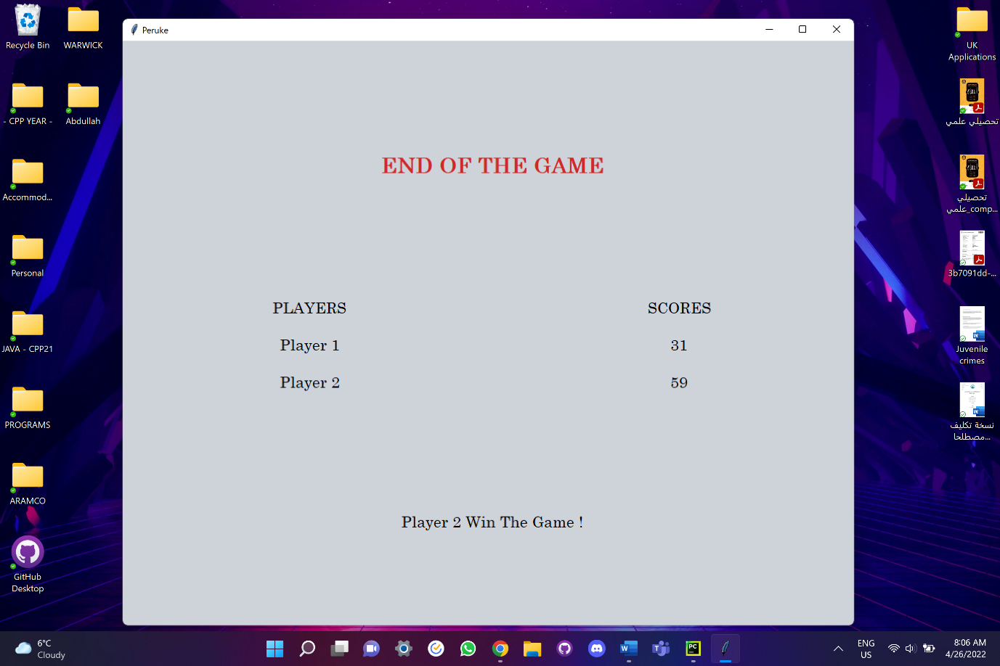 Recycle Bin
WARWICK
- CPP YEAR -
Abdullah
Accommod...
Personal
JAVA - CPP21
PROGRAMS
ARAMCO
GitHub
Desktop
Peruke
END OF THE GAME
PLAYERS SCORES
Player 1 31
Player 2 59
Player 2 Win The Game !
UK
Applications
تحصيلي علمي
تحصيلي
علمي_comp...
3b7091dd-...
Juvenile
crimes
نسخة تكليف
مصطلحا...
6°C
Cloudy
PC
ENG
US
8:06 AM
4/26/2022